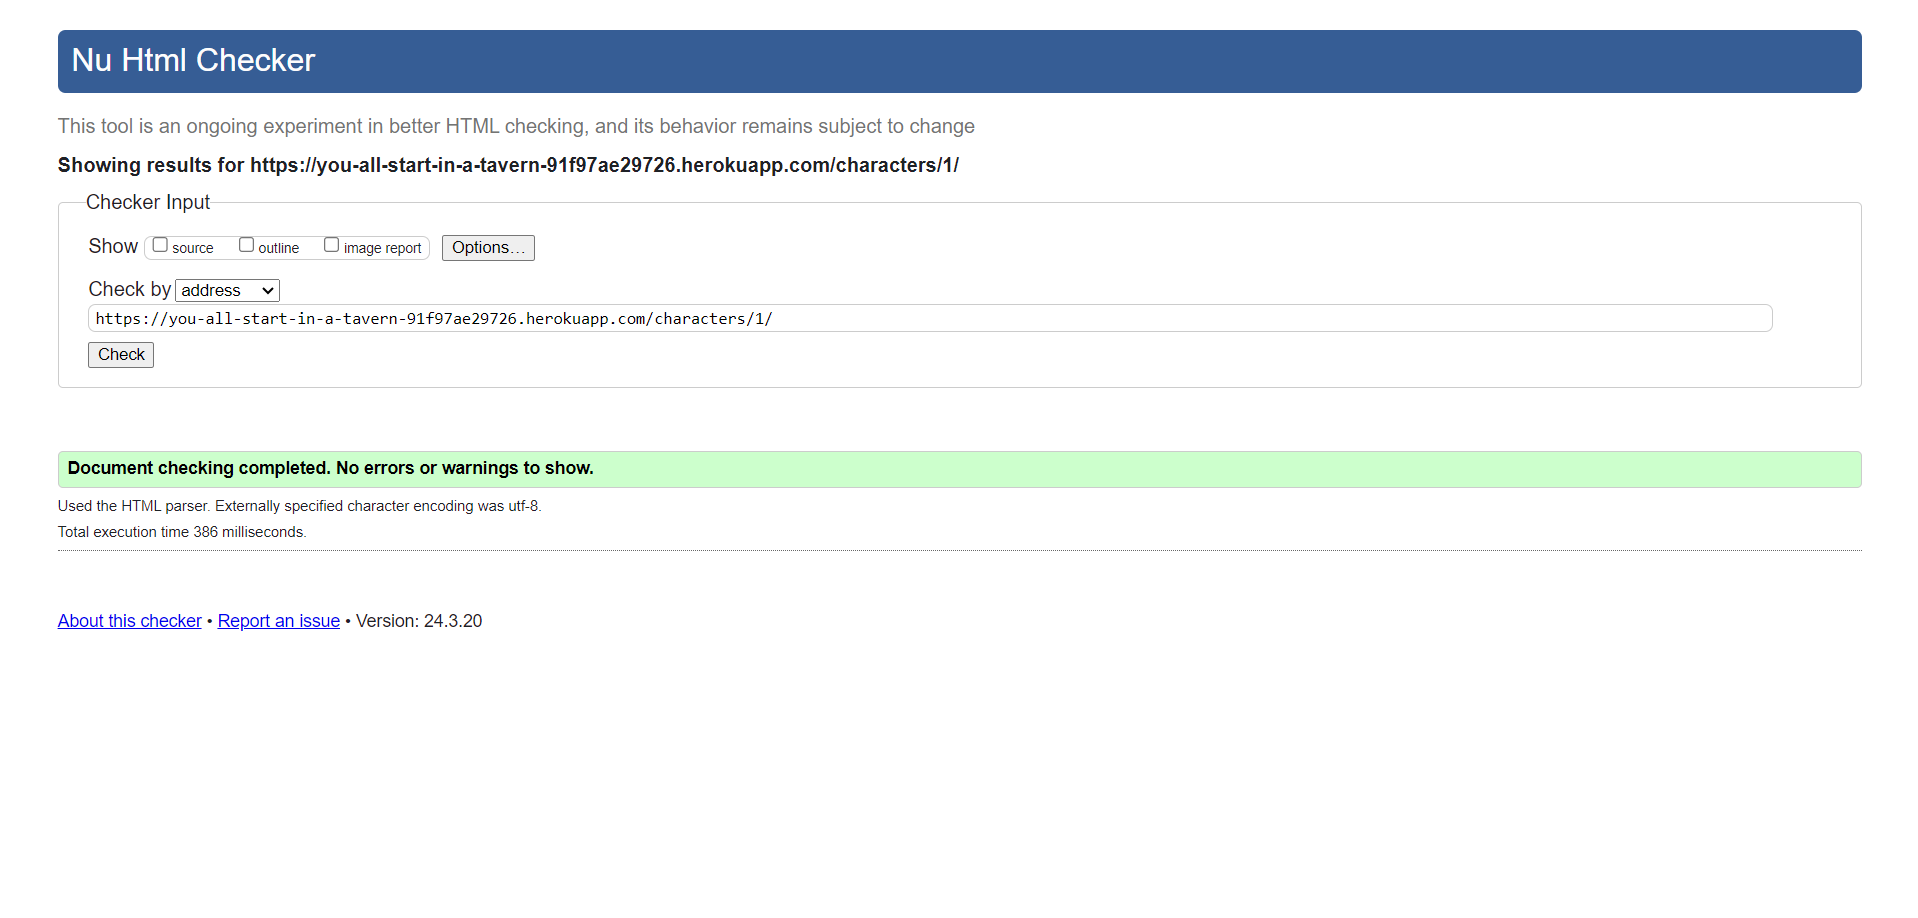 Nu Html Checker
This tool is an ongoing experiment in better HTML checking, and its behavior remains subject to change
Showing results for https://you-all-start-in-a-tavern-91f97ae29726.herokuapp.com/characters/1/
Checker Input
Show source outline image report Options…
Check by address
https://you-all-start-in-a-tavern-91f97ae29726.herokuapp.com/characters/1/
Check
Document checking completed. No errors or warnings to show.
Used the HTML parser. Externally specified character encoding was utf-8.
Total execution time 386 milliseconds.
About this checker • Report an issue • Version: 24.3.20